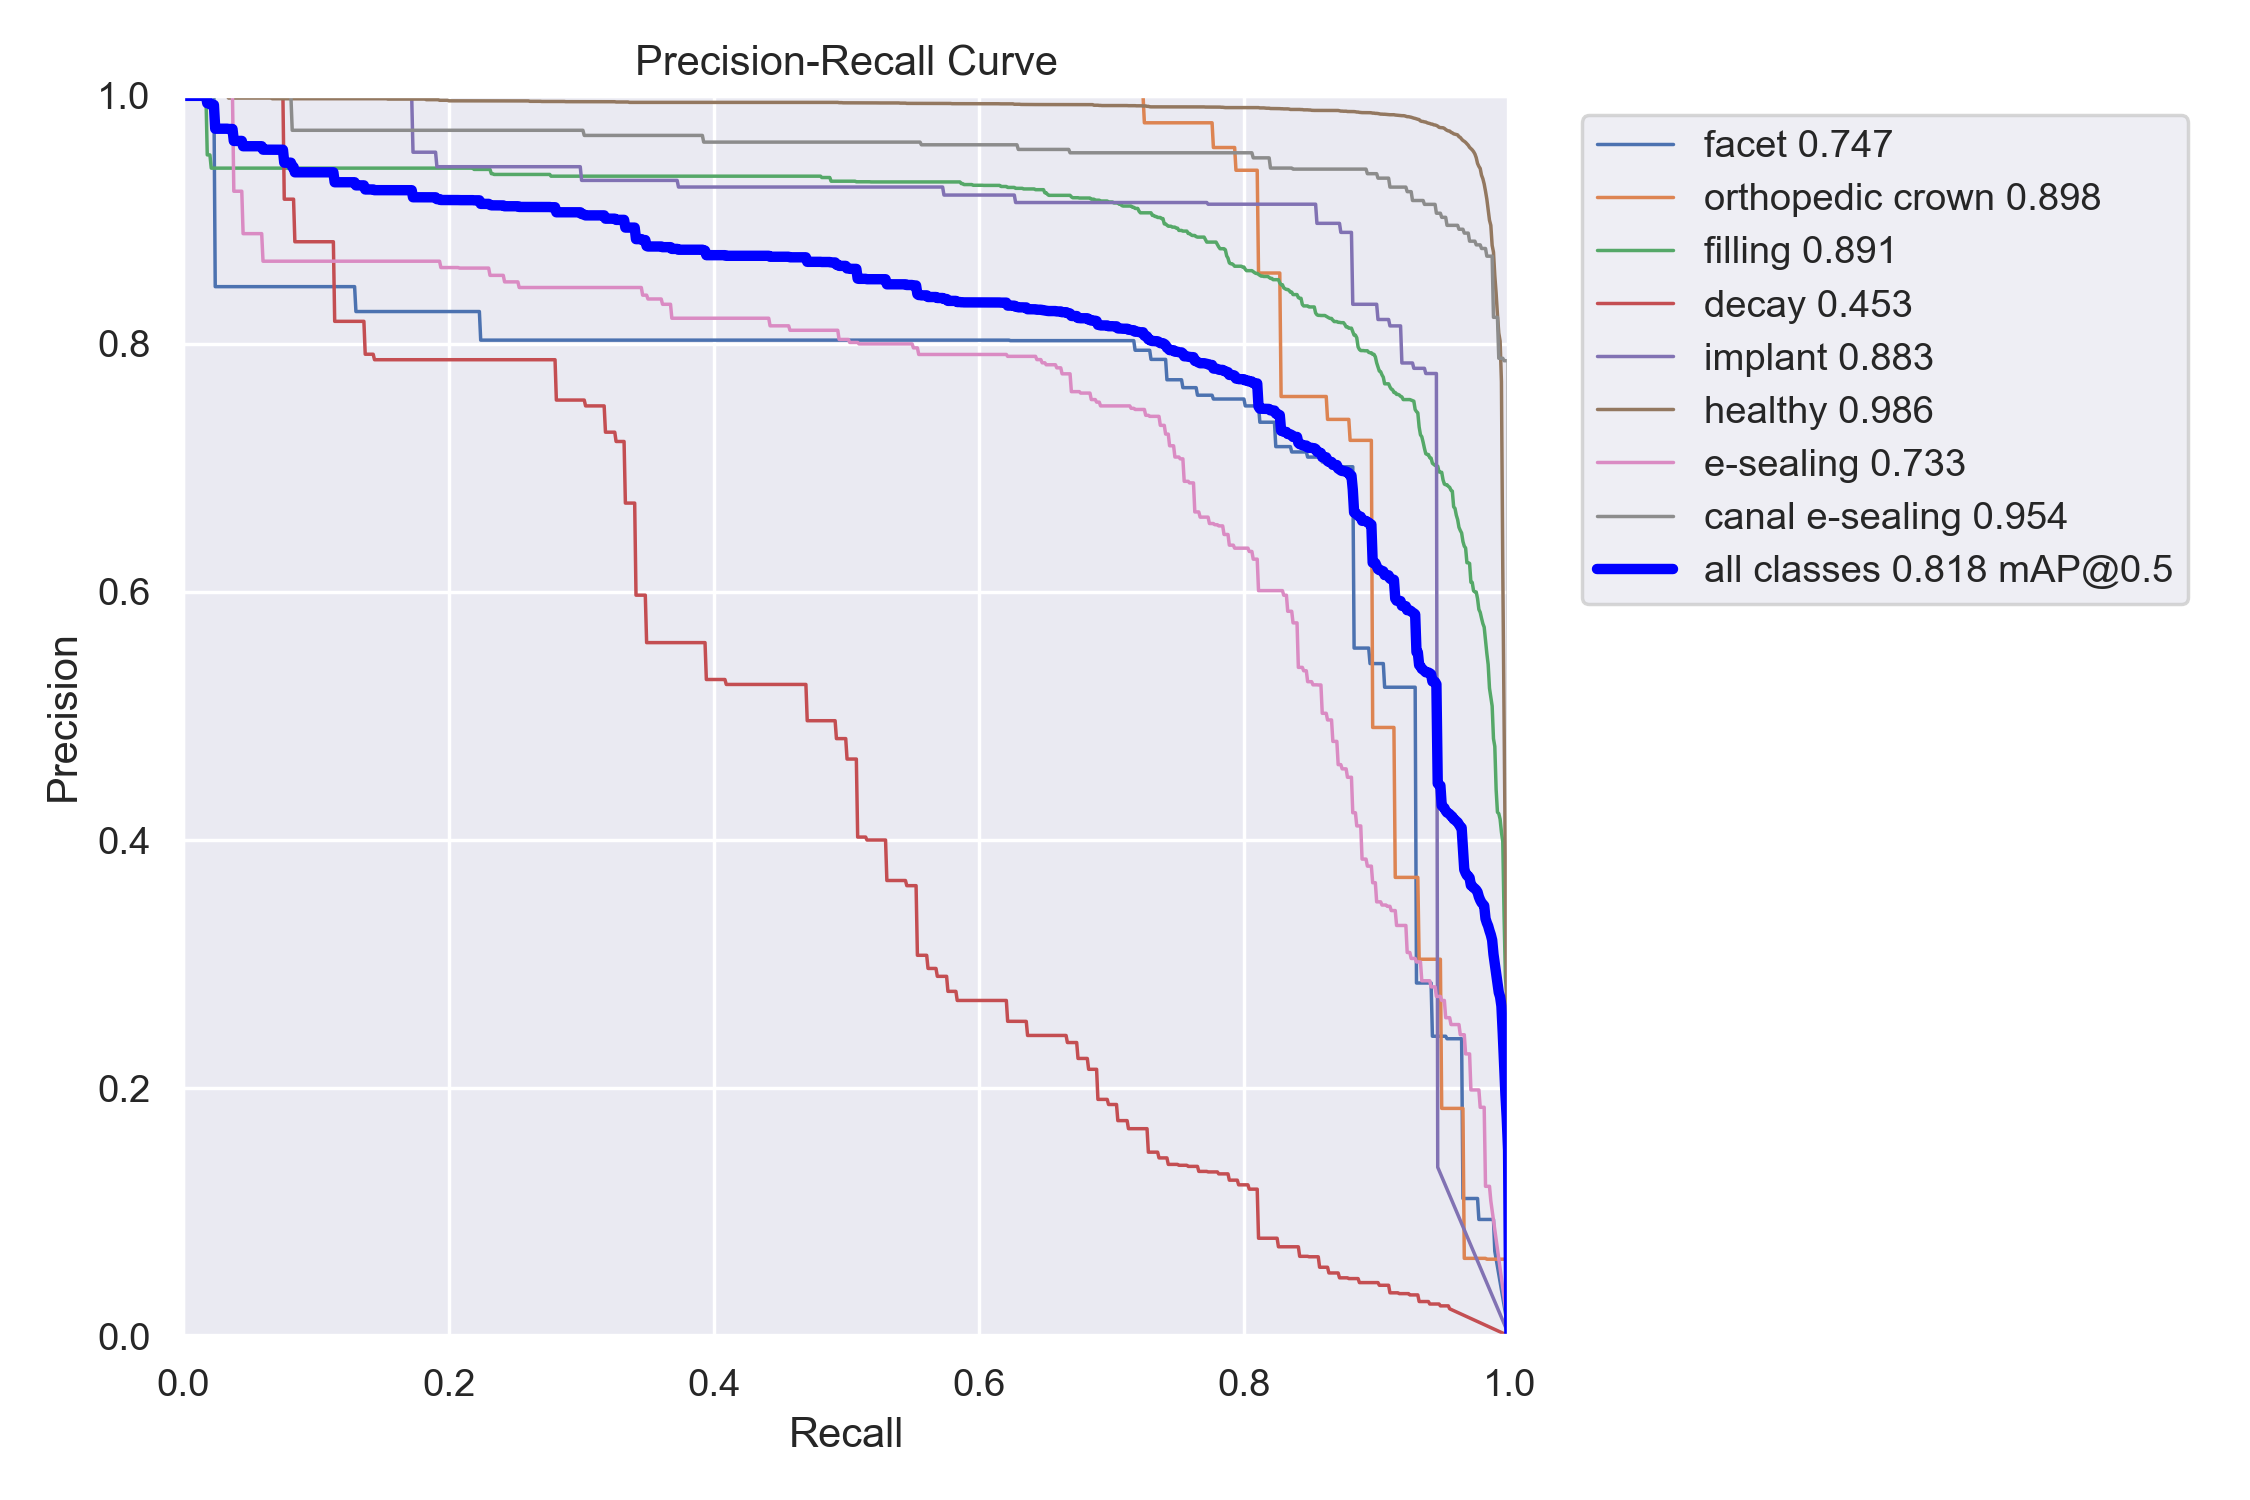 Precision-Recall Curve
1.0
0.8
0.6
0.4
0.2
0.0
Precision
0.0 0.2 0.4 0.6 0.8 1.0
Recall
facet 0.747
orthopedic crown 0.898
filling 0.891
decay 0.453
implant 0.883
healthy 0.986
e-sealing 0.733
canal e-sealing 0.954
all classes 0.818 mAP@0.5